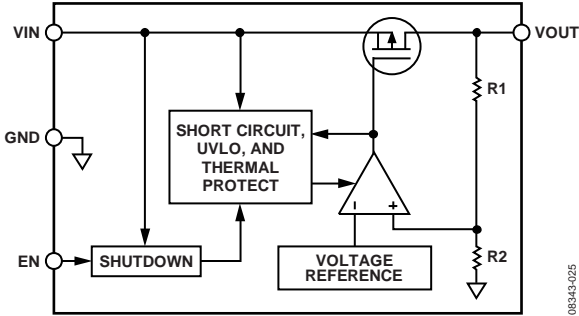 VIN
VOUT
R1
GND
SHORT CIRCUIT,
UVLO, AND
THERMAL
PROTECT
–
+
EN
SHUTDOWN
VOLTAGE
REFERENCE
R2
08343-025